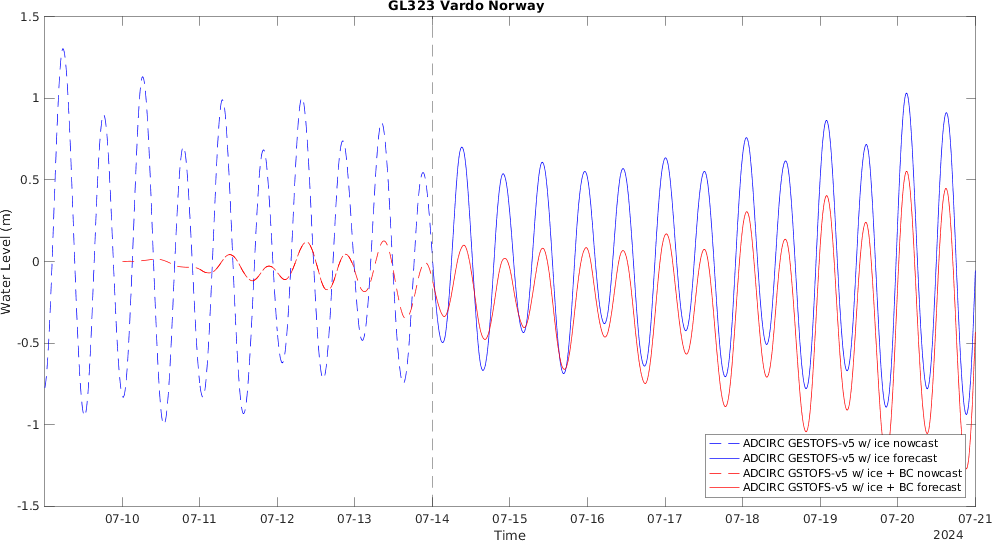 GL323 Vardo Norway
1.5
1
0.5
0
-0.5
-1
-1.5
Water Level (m)
07-10 07-11 07-12 07-13 07-14 07-15 07-16 07-17 07-18 07-19 07-20 07-21
Time
2024
ADCIRC GESTOFS-v5 w/ ice nowcast
ADCIRC GESTOFS-v5 w/ ice forecast
ADCIRC GSTOFS-v5 w/ ice + BC nowcast
ADCIRC GSTOFS-v5 w/ ice + BC forecast